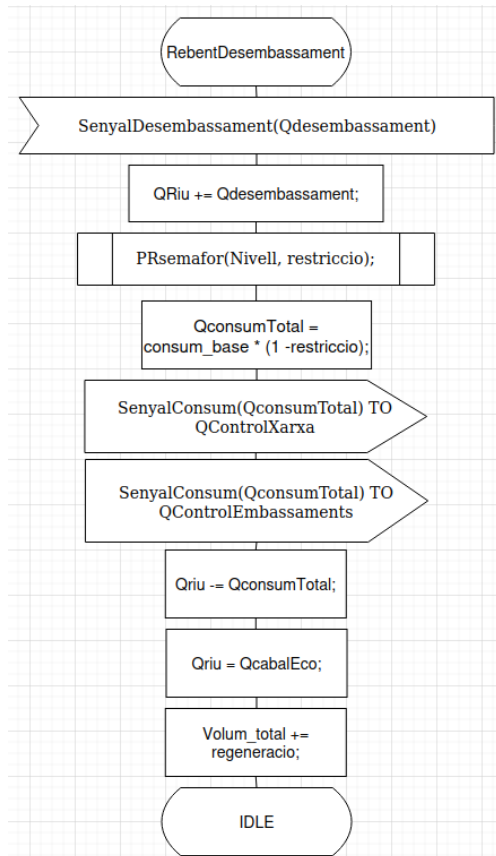 RebentDesembassament
SenyalDesembassament(Qdesembassament)
QRiu += Qdesembassament;
PRsemafor(Nivell, restriccio);
QconsumTotal =
consum_base * (1 -restriccio);
SenyalConsum(QconsumTotal) TO
QControlXarxa
SenyalConsum(QconsumTotal) TO
QControlEmbassaments
Qriu -= QconsumTotal;
Qriu = QcabalEco;
Volum_total +=
regeneracio;
IDLE